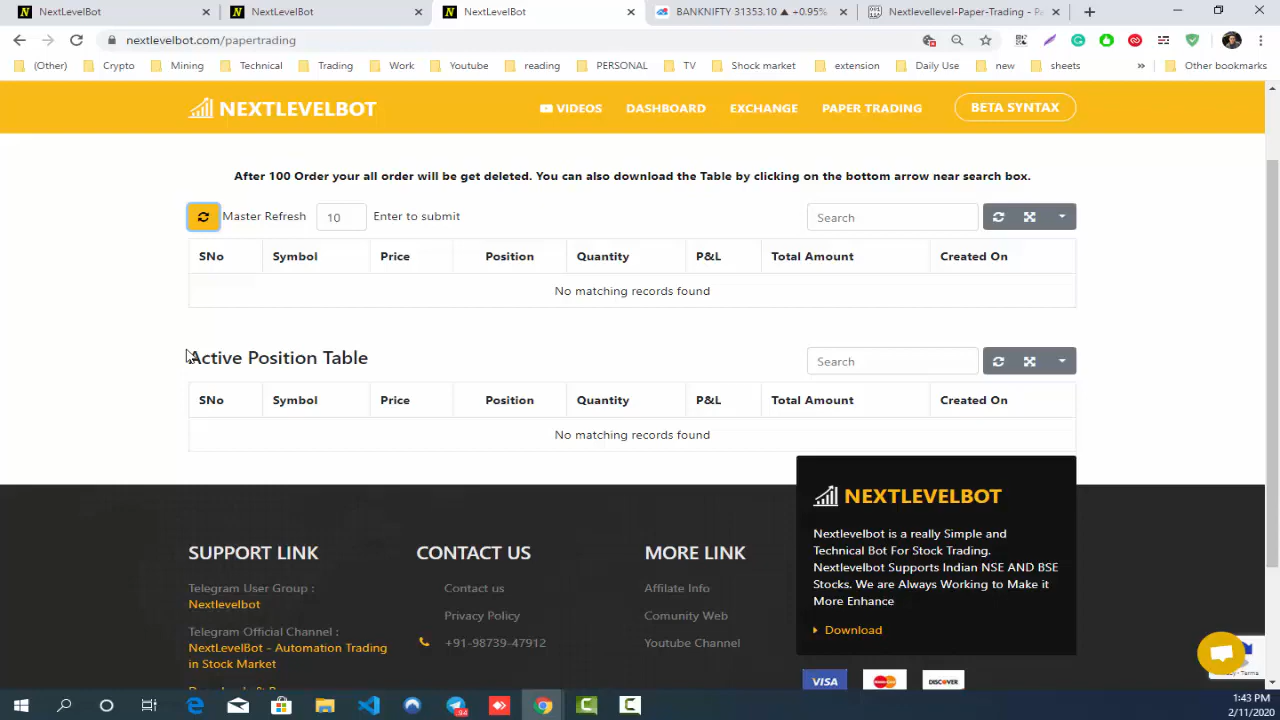 NextLevelBot
NextLevelBot
NextLevelBot
BANKNIFTY 31353.10 ▲ +0.95%
Nextlevellevel-Paper-Trading - Pa
nextlevelbot.com/papertrading
(Other)
Crypto
Mining
Technical
Trading
Work
Youtube
reading
PERSONAL
TV
Shock market
extension
Daily Use
new
sheets
»
Other bookmarks
NEXTLEVELBOT
VIDEOS
DASHBOARD
EXCHANGE
PAPER TRADING
BETA SYNTAX
After 100 Order your all order will be get deleted. You can also download the Table by clicking on the bottom arrow near search box.
Master Refresh
10
Enter to submit
Search
SNo Symbol Price Position Quantity P&L Total Amount Created On
No matching records found
Active Position Table
Search
SNo Symbol Price Position Quantity P&L Total Amount Created On
No matching records found
SUPPORT LINK
Telegram User Group :
Nextlevelbot
Telegram Official Channel :
NextLevelBot - Automation Trading
in Stock Market
CONTACT US
Contact us
Privacy Policy
+91-98739-47912
MORE LINK
Affilate Info
Comunity Web
Youtube Channel
NEXTLEVELBOT
Nextlevelbot is a really Simple and
Technical Bot For Stock Trading.
Nextlevelbot Supports Indian NSE AND BSE
Stocks. We are Always Working to Make it
More Enhance
Download
VISA
MasterCard
DISCOVER
- Terms
94
1:43 PM
2/11/2020